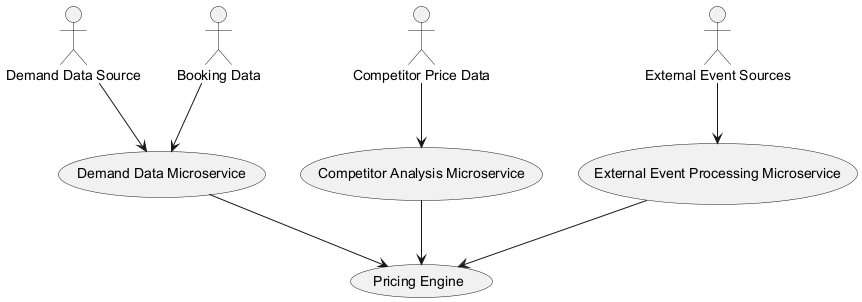 Demand Data Source
Booking Data
Competitor Price Data
External Event Sources
Demand Data Microservice
Competitor Analysis Microservice
External Event Processing Microservice
Pricing Engine